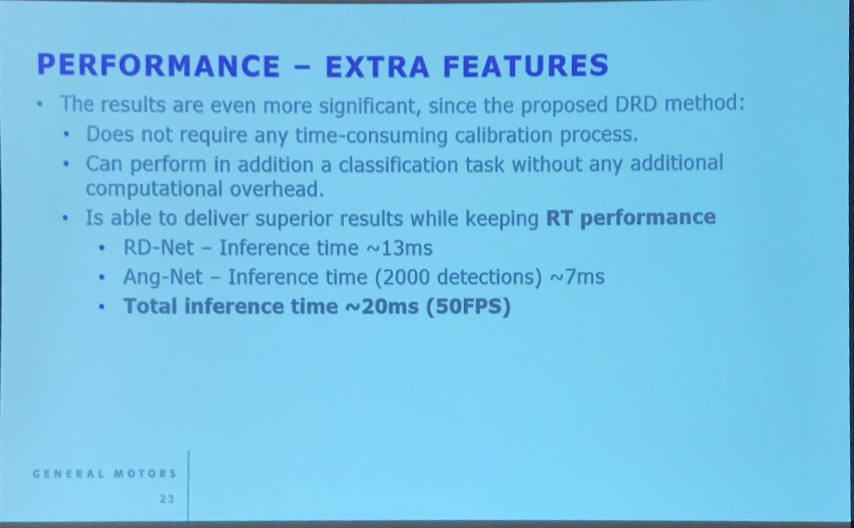 PERFORMANCE – EXTRA FEATURES
• The results are even more significant, since the proposed DRD method:
• Does not require any time-consuming calibration process.
• Can perform in addition a classification task without any additional
computational overhead.
• Is able to deliver superior results while keeping RT performance
• RD-Net – Inference time ~13ms
• Ang-Net – Inference time (2000 detections) ~7ms
• Total inference time ~20ms (50FPS)
GENERAL MOTORS
23